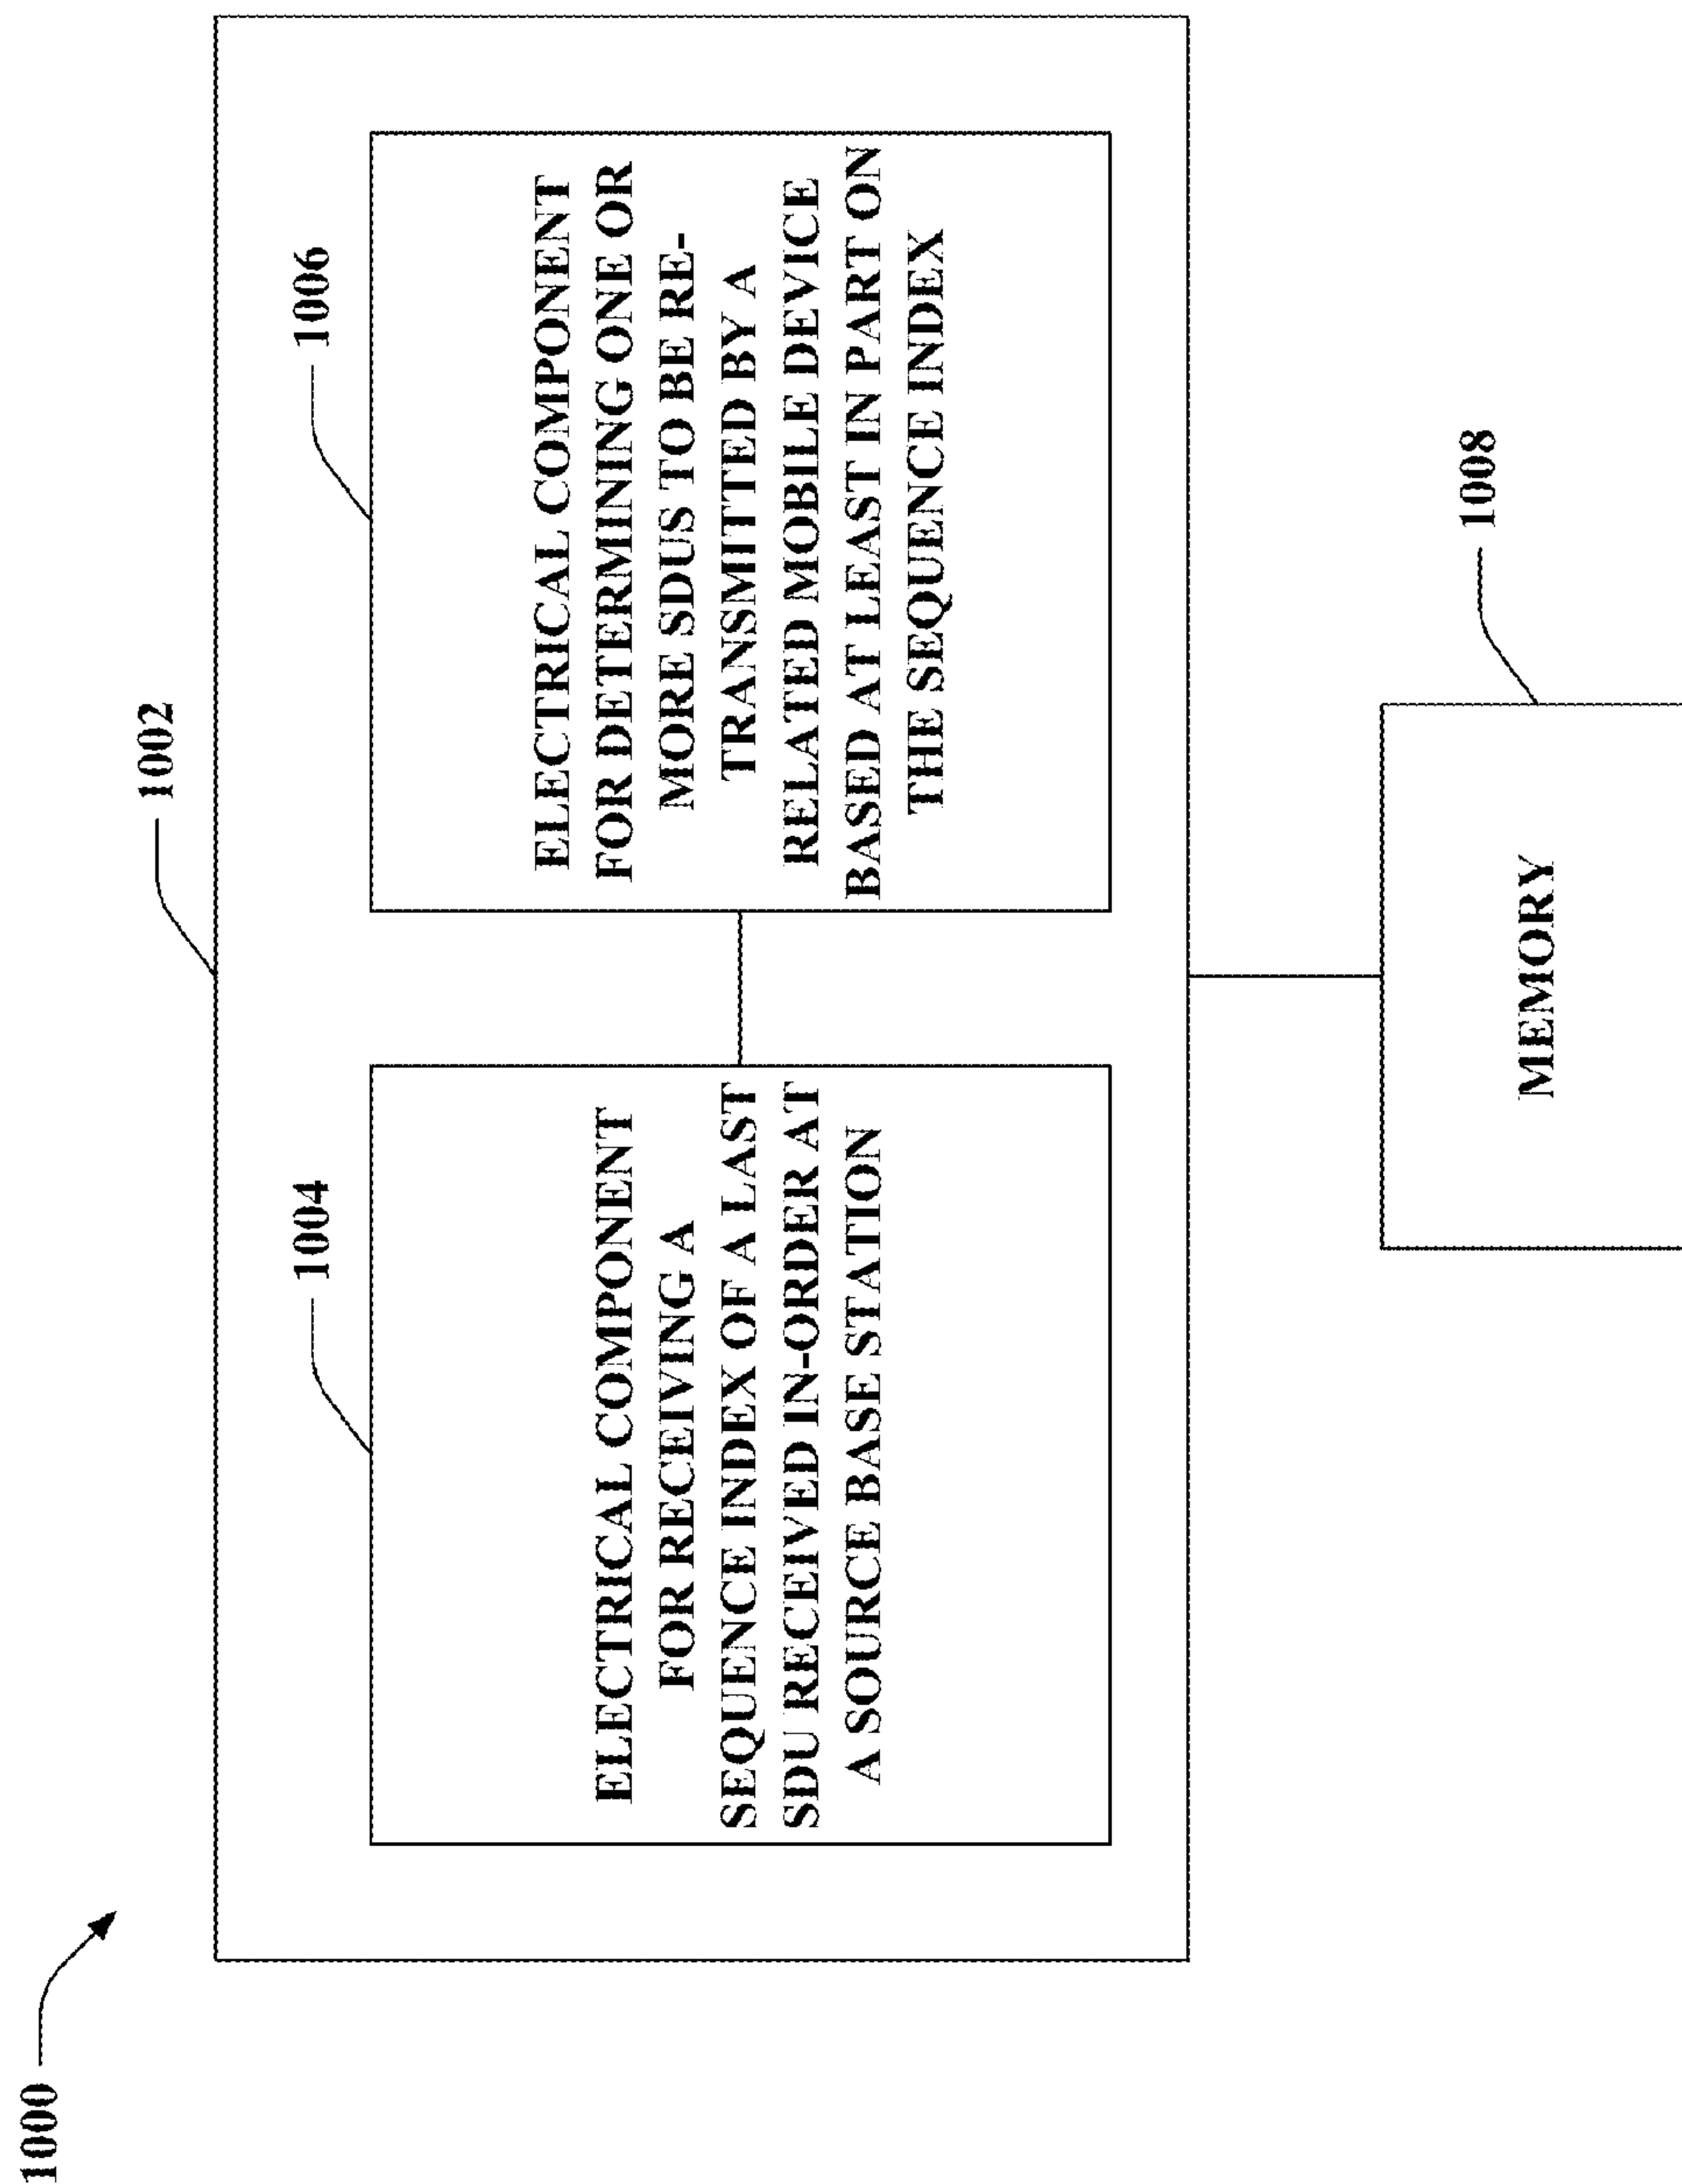 1000
1002
1004
ELECTRICAL COMPONENT
FOR RECEIVING A
SEQUENCE INDEX OF A LAST
SDU RECEIVED IN-ORDER AT
A SOURCE BASE STATION
1006
ELECTRICAL COMPONENT
FOR DETERMINING ONE OR
MORE SDUS TO BE RE-
TRANSMITTED BY A
RELATED MOBILE DEVICE
BASED AT LEAST IN PART ON
THE SEQUENCE INDEX
1008
MEMORY